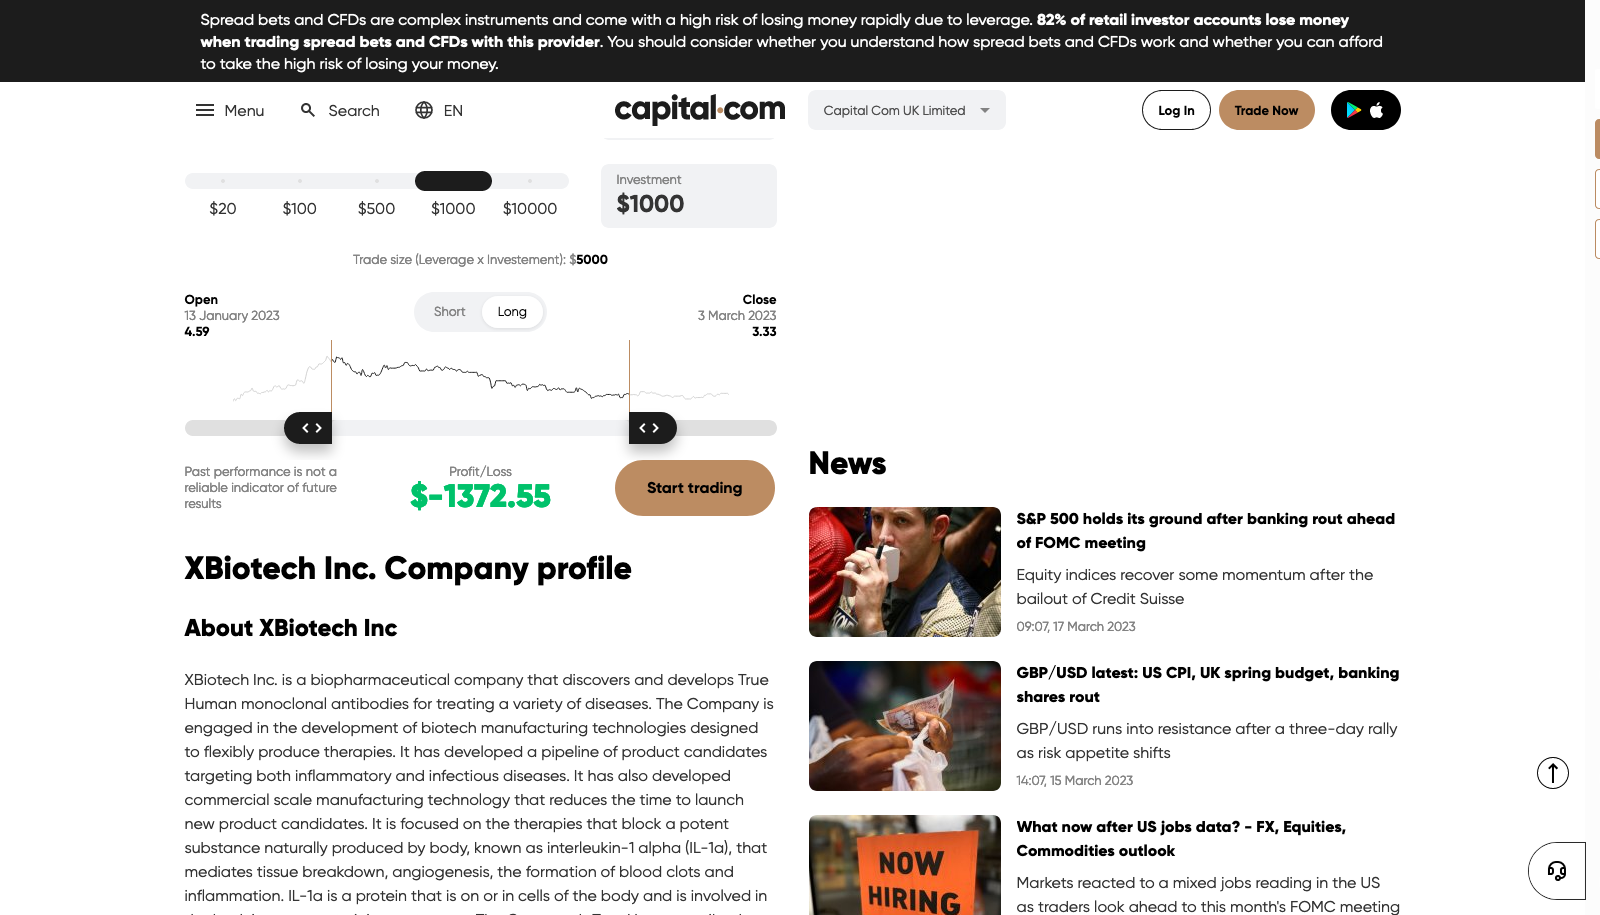 Spread bets and CFDs are complex instruments and come with a high risk of losing money rapidly due to leverage. 82% of retail investor accounts lose money
when trading spread bets and CFDs with this provider. You should consider whether you understand how spread bets and CFDs work and whether you can afford
to take the high risk of losing your money.
Menu
Search
EN
capital.com
Capital Com UK Limited
Log In
Trade Now
$20
$100
$500
$1000
$10000
Investment
$1000
Trade size (Leverage x Investement): $5000
Open
13 January 2023
4.59
Short
Long
Close
3 March 2023
3.33
Past performance is not a
reliable indicator of future
results
Profit/Loss
$-1372.55
Start trading
XBiotech Inc. Company profile
About XBiotech Inc
XBiotech Inc. is a biopharmaceutical company that discovers and develops True
Human monoclonal antibodies for treating a variety of diseases. The Company is
engaged in the development of biotech manufacturing technologies designed
to flexibly produce therapies. It has developed a pipeline of product candidates
targeting both inflammatory and infectious diseases. It has also developed
commercial scale manufacturing technology that reduces the time to launch
new product candidates. It is focused on the therapies that block a potent
substance naturally produced by body, known as interleukin-1 alpha (IL-1a), that
mediates tissue breakdown, angiogenesis, the formation of blood clots and
inflammation. IL-1a is a protein that is on or in cells of the body and is involved in
News
S&P 500 holds its ground after banking rout ahead
of FOMC meeting
Equity indices recover some momentum after the
bailout of Credit Suisse
09:07, 17 March 2023
GBP/USD latest: US CPI, UK spring budget, banking
shares rout
GBP/USD runs into resistance after a three-day rally
as risk appetite shifts
14:07, 15 March 2023
NOW
HIRING
What now after US jobs data? - FX, Equities,
Commodities outlook
Markets reacted to a mixed jobs reading in the US
as traders look ahead to this month's FOMC meeting